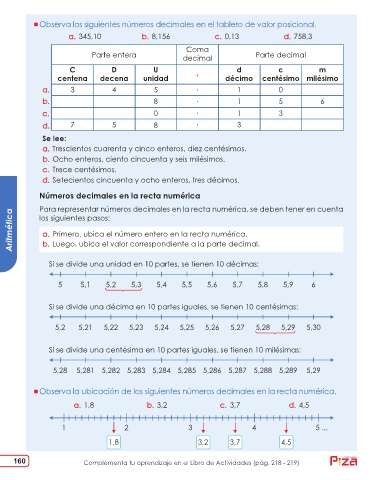 Observa los siguientes números decimales en el tablero de valor posicional.
a. 345,10 b. 8,156 c. 0,13 d. 758,3
Parte entera Coma decimal Parte decimal
C centena D decena U unidad , d décimo c centésimo m milésimo
a. 3 4 5 , 1 0
b. 8 , 1 5 6
c. 0 , 1 3
d. 7 5 8 , 3
Se lee:
a. Trescientos cuarenta y cinco enteros, diez centésimos.
b. Ocho enteros, ciento cincuenta y seis milésimos.
c. Trece centésimos.
d. Setecientos cincuenta y ocho enteros, tres décimos.
Números decimales en la recta numérica
Para representar números decimales en la recta numérica, se deben tener en cuenta
los siguientes pasos:
a. Primero, ubica el número entero en la recta numérica.
b. Luego, ubica el valor correspondiente a la parte decimal.
Si se divide una unidad en 10 partes, se tienen 10 décimas:
5 5,1 5,2 5,3 5,4 5,5 5,6 5,7 5,8 5,9 6
Si se divide una décima en 10 partes iguales, se tienen 10 centésimas:
5,2 5,21 5,22 5,23 5,24 5,25 5,26 5,27 5,28 5,29 5,30
Si se divide una centésima en 10 partes iguales, se tienen 10 milésimas:
5,28 5,281 5,282 5,283 5,284 5,285 5,286 5,287 5,288 5,289 5,29
Observa la ubicación de los siguientes números decimales en la recta numérica.
a. 1,8 b. 3,2 c. 3,7 d. 4,5
1 2 3 4 5 ...
1,8 3,2 3,7 4,5
Aritmética
160 Complementa tu aprendizaje en el Libro de Actividades (pág. 218 - 219)